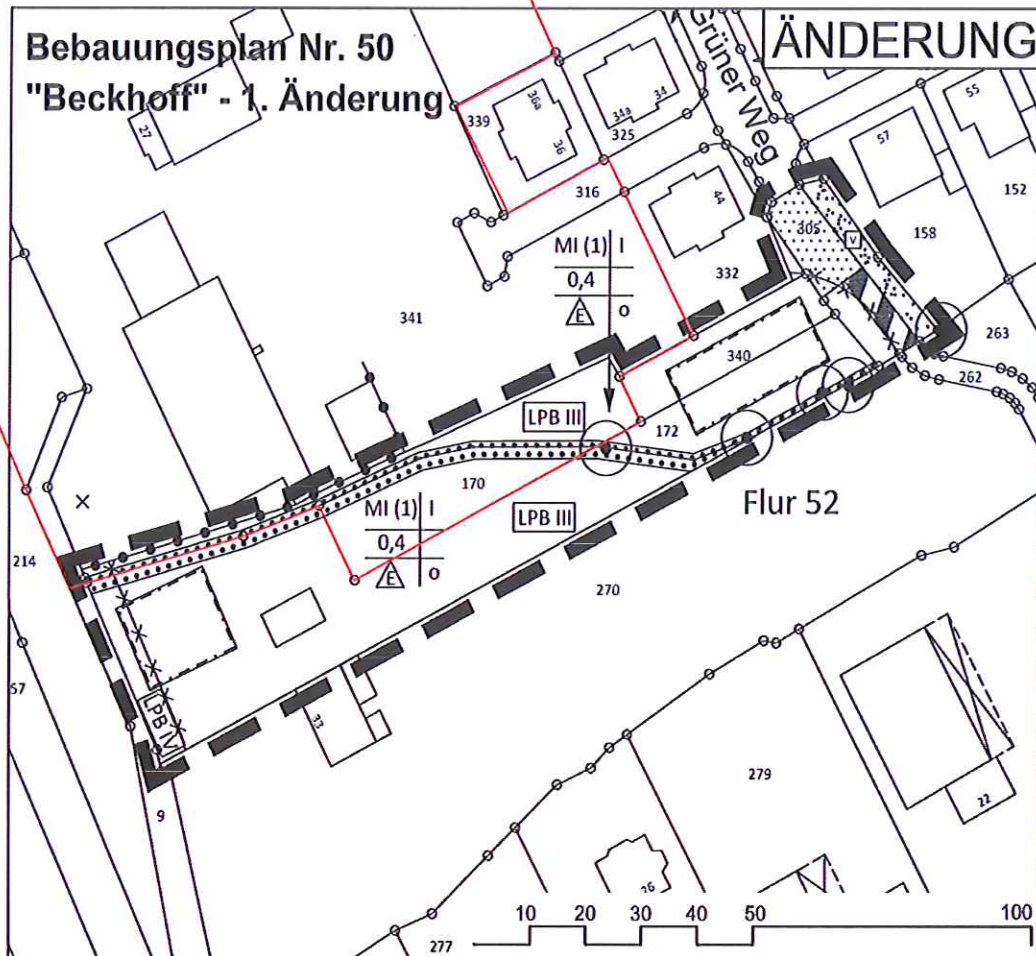 Bebauungsplan Nr. 50
"Beckhoff" - 1. Änderung
ÄNDERUNG
Grüner Weg
27
339
36a
36
34a
34
325
316
44
55
57
152
305
V
158
332
MI (1) I
0,4
E o
341
340
263
262
LPB III
172
170
LPB III
Flur 52
MI (1) I
0,4
E o
214
270
57
33
9
279
22
26
277
10 20 30 40 50 100